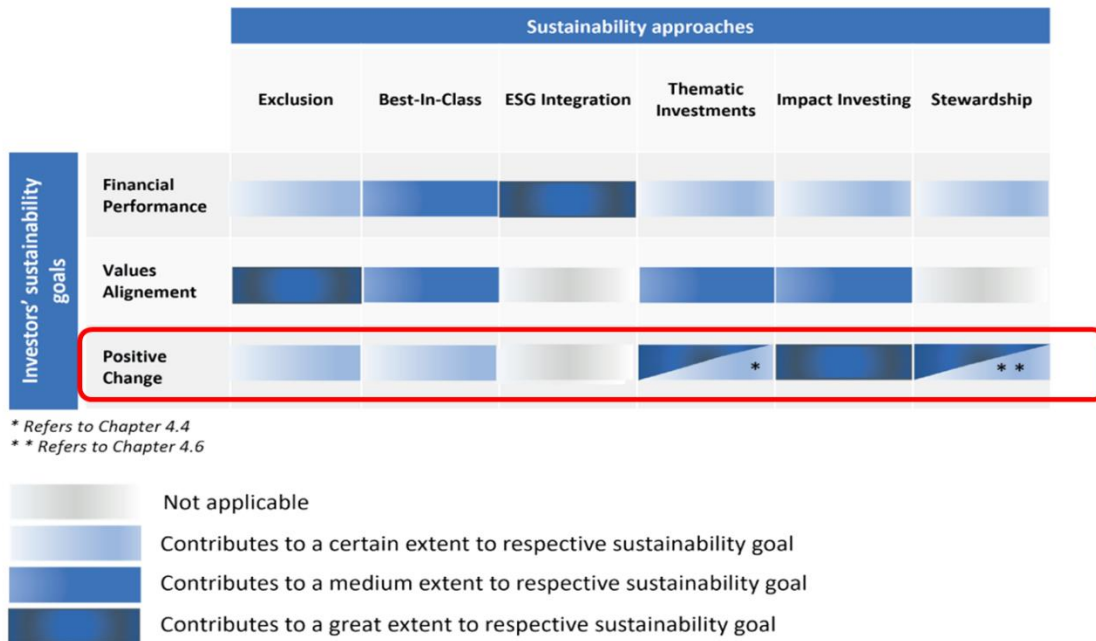 Sustainability approaches
Exclusion
Best-In-Class
ESG Integration
Thematic
Investments
Impact Investing
Stewardship
Investors' sustainability
goals
Financial
Performance
Values
Alignement
Positive
Change
*
* *
* Refers to Chapter 4.4
* * Refers to Chapter 4.6
Not applicable
Contributes to a certain extent to respective sustainability goal
Contributes to a medium extent to respective sustainability goal
Contributes to a great extent to respective sustainability goal